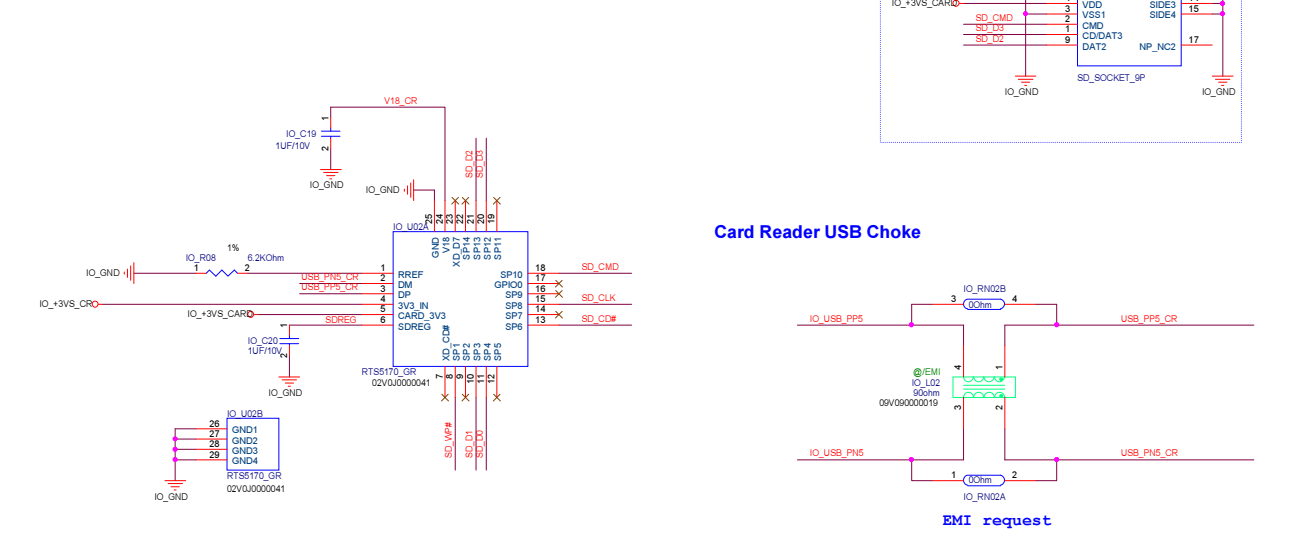 IO_+3VS_CARD
3 VDD SIDE3
VSS1 SIDE4 15
SD_CMD 2 CMD
SD_D3 1 CD/DAT3
SD_D2 9 DAT2 NP_NC2 17
SD_SOCKET_9P
IO_GND IO_GND
V18_CR
1
IO_C19
1UF/10V
2
IO_GND
SD_D2
SD_D3
IO_GND
25
24
23
22
21
20
19
IO_U02A
GND
V18
XD_D7
SP14
SP13
SP12
SP11
1%
IO_R08 6.2KOhm
1 2
IO_GND
USB_PN5_CR
USB_PP5_CR
IO_+3VS_CR
IO_+3VS_CARD
SDREG
1 RREF
2 DM
3 DP
4 3V3_IN
5 CARD_3V3
6 SDREG
SP10 18 SD_CMD
GPIO0 17
SP9 16
SP8 15 SD_CLK
SP7 14
SP6 13 SD_CD#
1
IO_C20
1UF/10V
2
IO_GND
XD_CD#
SP1
SP2
SP3
SP4
SP5
RTS5170_GR
02V0J0000041
7
8
9
10
11
12
SD_WP#
SD_D1
SD_D0
IO_U02B
26 GND1
27 GND2
28 GND3
29 GND4
RTS5170_GR
02V0J0000041
IO_GND
Card Reader USB Choke
IO_RN02B
3 0Ohm 4
IO_USB_PP5 USB_PP5_CR
4 1
@/EMI
IO_L02
90ohm
09V090000019
3 2
IO_USB_PN5 USB_PN5_CR
1 0Ohm 2
IO_RN02A
EMI request